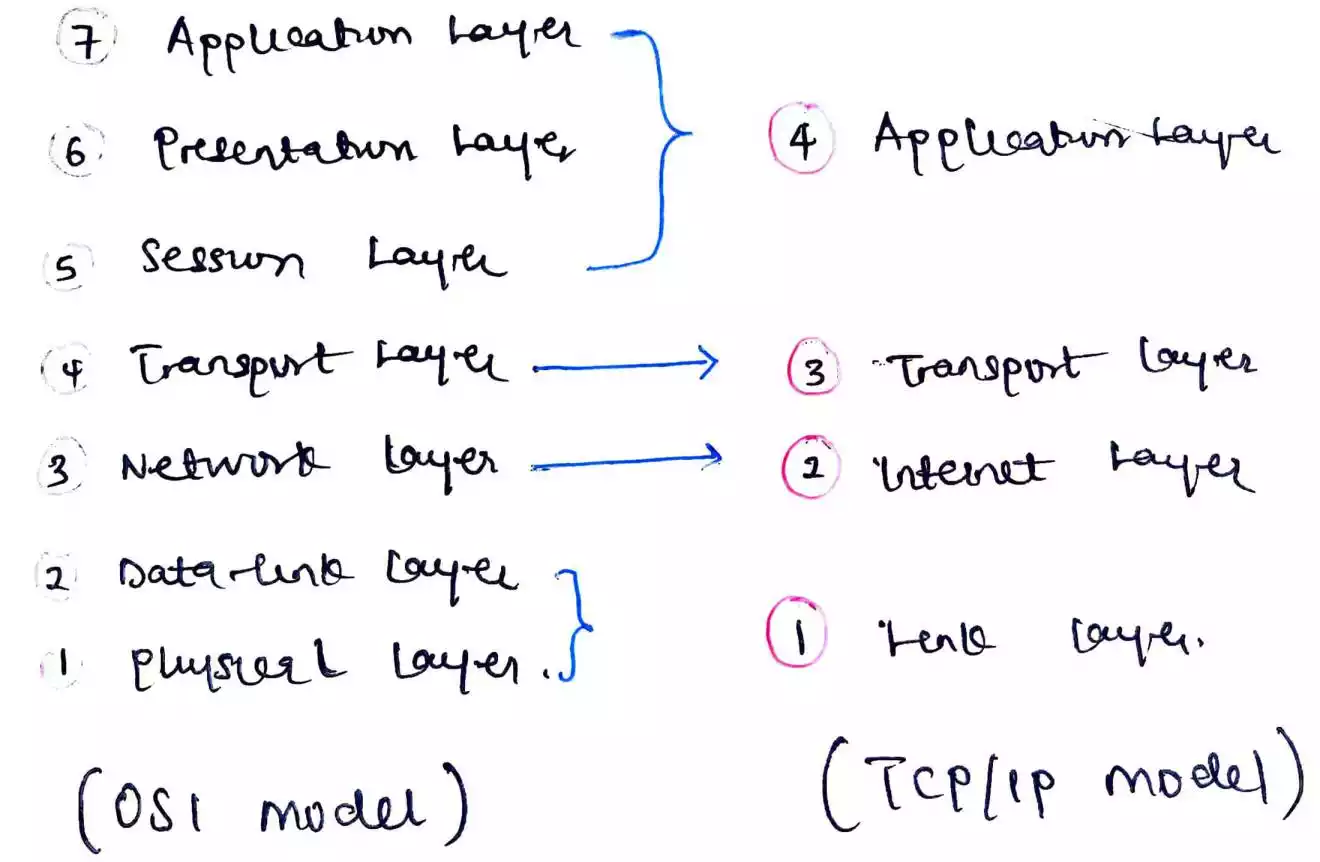 7 Application Layer
6 Presentation Layer
4 Application Layer
5 Session Layer
4 Transport Layer
3 Transport Layer
3 Network Layer
2 Internet Layer
2 Data-link Layer
1 Physical Layer.
1 Link Layer.
(OSI model)
(TCP/IP model)